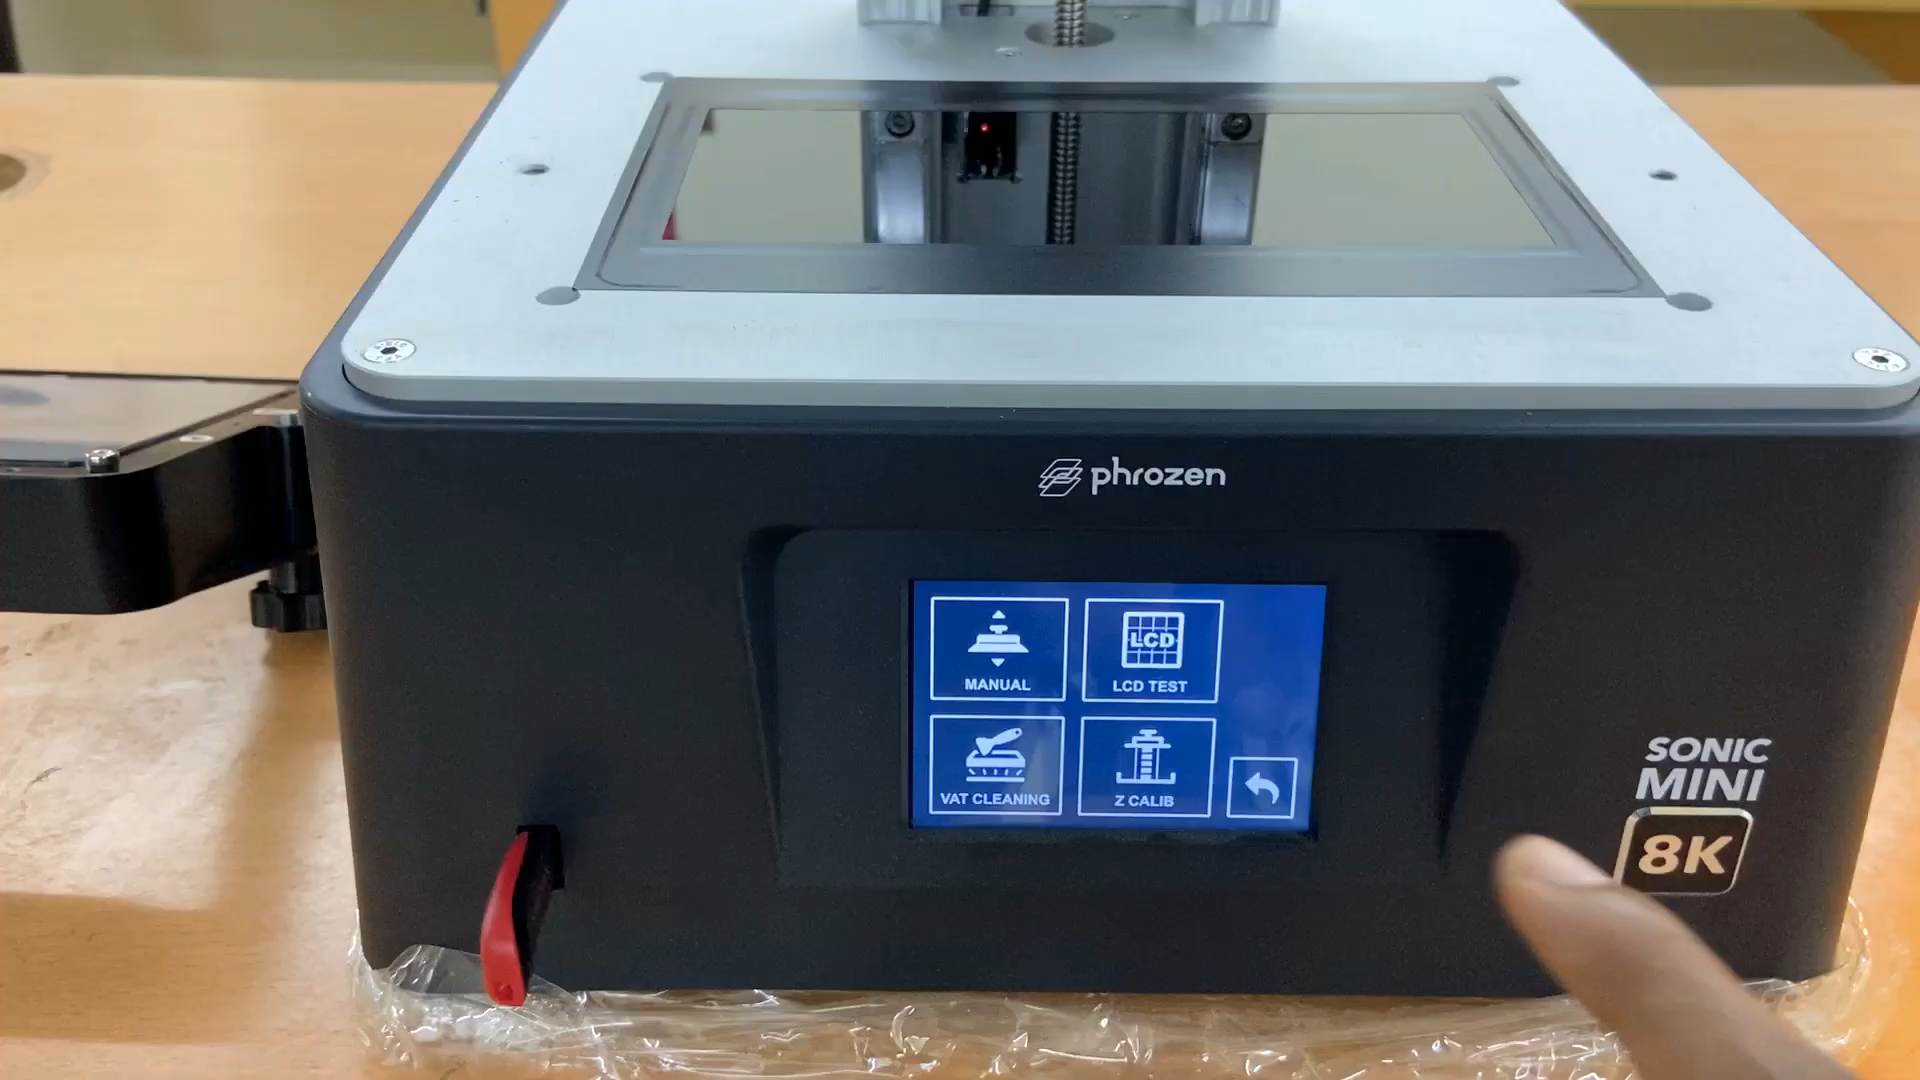 phrozen
MANUAL
LCD
LCD TEST
VAT CLEANING
Z CALIB
SONIC
MINI
8K